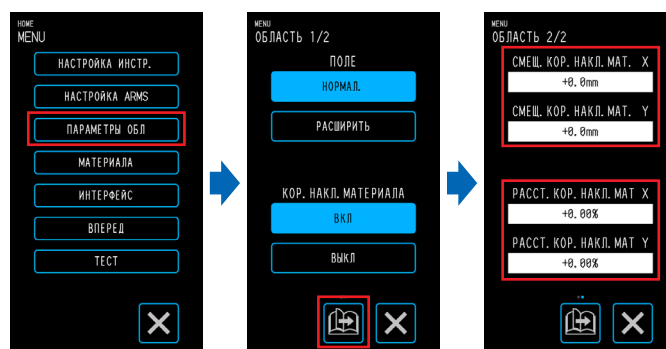 HOME
MENU
НАСТРОЙКА ИНСТР.
НАСТРОЙКА ARMS
ПАРАМЕТРЫ ОБЛ
МАТЕРИАЛА
ИНТЕРФЕЙС
ВПЕРЕД
ТЕСТ
MENU
ОБЛАСТЬ 1/2
ПОЛЕ
НОРМАЛ.
РАСШИРИТЬ
КОР. НАКЛ. МАТЕРИАЛА
ВКЛ
ВЫКЛ
MENU
ОБЛАСТЬ 2/2
СМЕЩ. КОР. НАКЛ. МАТ. X
+0.0mm
СМЕЩ. КОР. НАКЛ. МАТ. Y
+0.0mm
РАССТ. КОР. НАКЛ. МАТ X
+0.00%
РАССТ. КОР. НАКЛ. МАТ Y
+0.00%